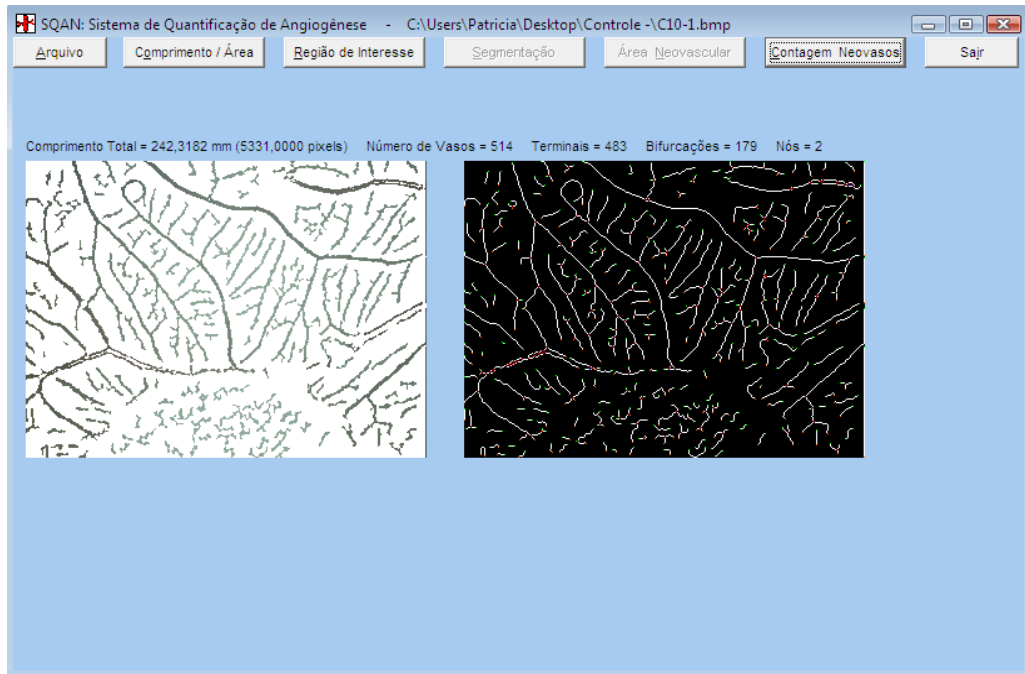 SQAN: Sistema de Quantificação de Angiogênese - C:\Users\Patricia\Desktop\Controle -\C10-1.bmp
Arquivo Comprimento / Área Região de Interesse Segmentação Área Neovascular Contagem Neovasos Sair
Comprimento Total = 242,3182 mm (5331,0000 pixels) Número de Vasos = 514 Terminais = 483 Bifurcações = 179 Nós = 2